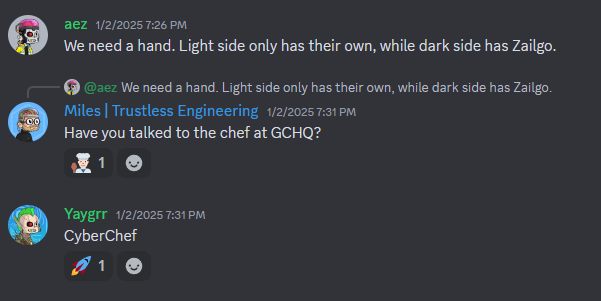 aez 1/2/2025 7:26 PM
We need a hand. Light side only has their own, while dark side has Zailgo.
@aez We need a hand. Light side only has their own, while dark side has Zailgo.
Miles | Trustless Engineering 1/2/2025 7:31 PM
Have you talked to the chef at GCHQ?
1
Yaygrr 1/2/2025 7:31 PM
CyberChef
1